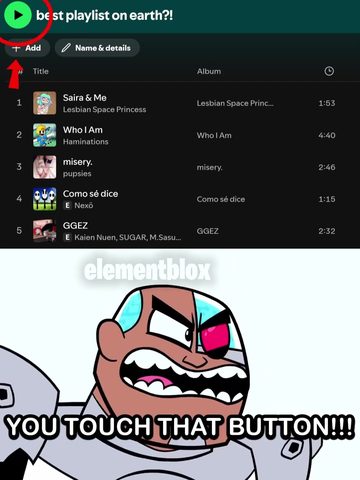 best playlist on earth?!
+ Add
Name & details
# Title Album
1 Saira & Me Lesbian Space Princ... 1:53
Lesbian Space Princess
2 Who I Am Who I Am 4:40
Haminations
3 misery. misery. 2:46
pupsies
4 Como sé dice Como sé dice 1:15
E Nexö
5 GGEZ GGEZ 2:32
E Kaien Nuen, SUGAR, M.Sasu...
elementblox
YOU TOUCH THAT BUTTON!!!